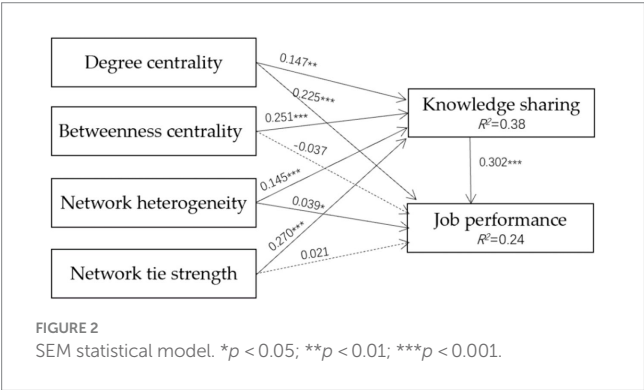 Degree centrality
0.147**
0.225***
Knowledge sharing
R²=0.38
Betweenness centrality
0.251***
-0.037
0.302***
0.145***
Network heterogeneity
0.039*
Job performance
R²=0.24
0.270***
Network tie strength
0.021
FIGURE 2
SEM statistical model. *p < 0.05; **p < 0.01; ***p < 0.001.